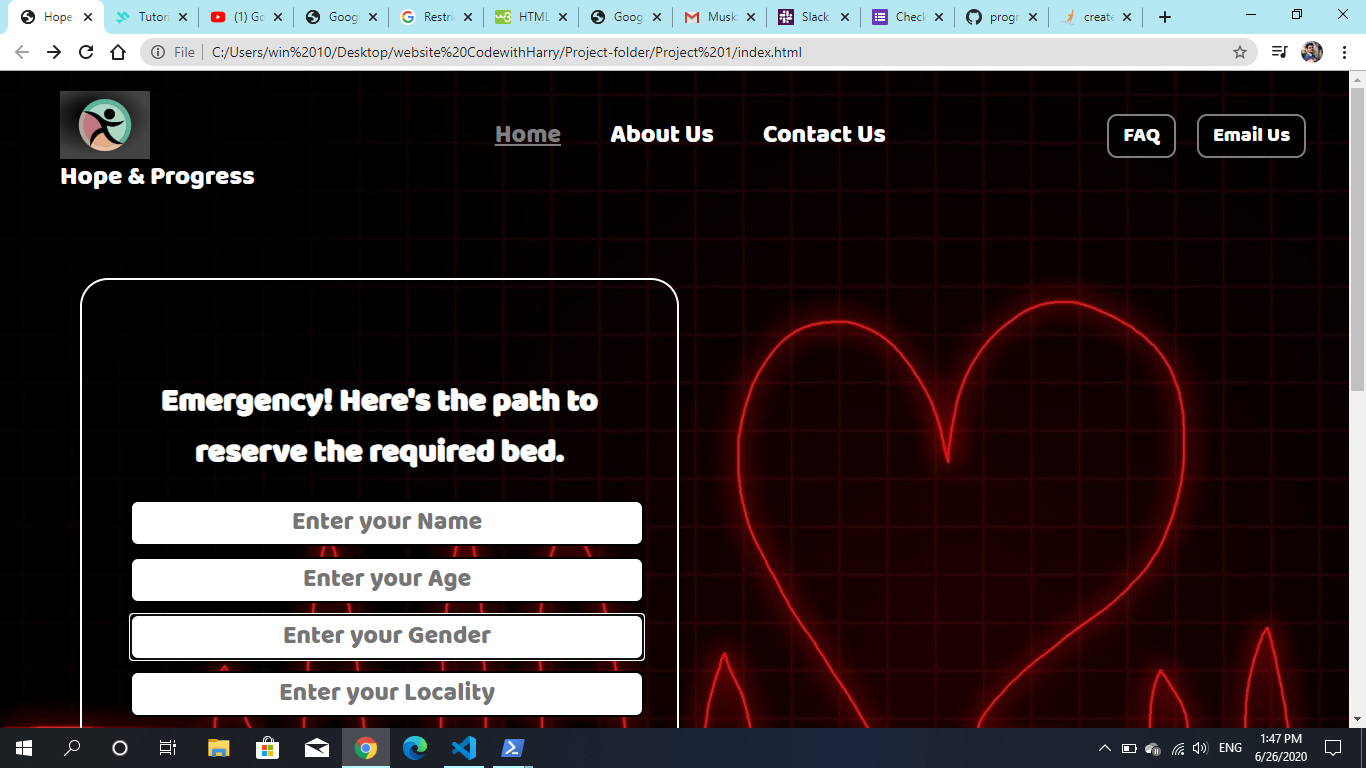 Hope
Tutori
(1) Go
Googl
Restri
w3
HTML
Goog
Musk
Slack
Check
progr
create
File
C:/Users/win%2010/Desktop/website%20CodewithHarry/Project-folder/Project%201/index.html
Home
About Us
Contact Us
FAQ
Email Us
Hope & Progress
Emergency! Here's the path to
reserve the required bed.
Enter your Name
Enter your Age
Enter your Gender
Enter your Locality
ENG
1:47 PM
6/26/2020